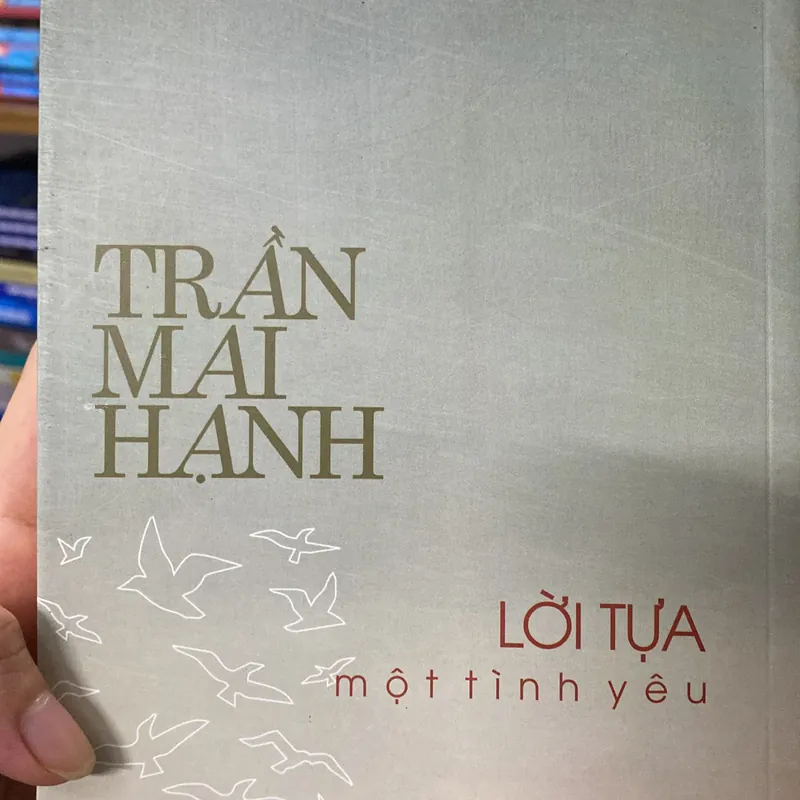 TRẦN
MAI
HẠNH
LỜI TỰA
một tình yêu